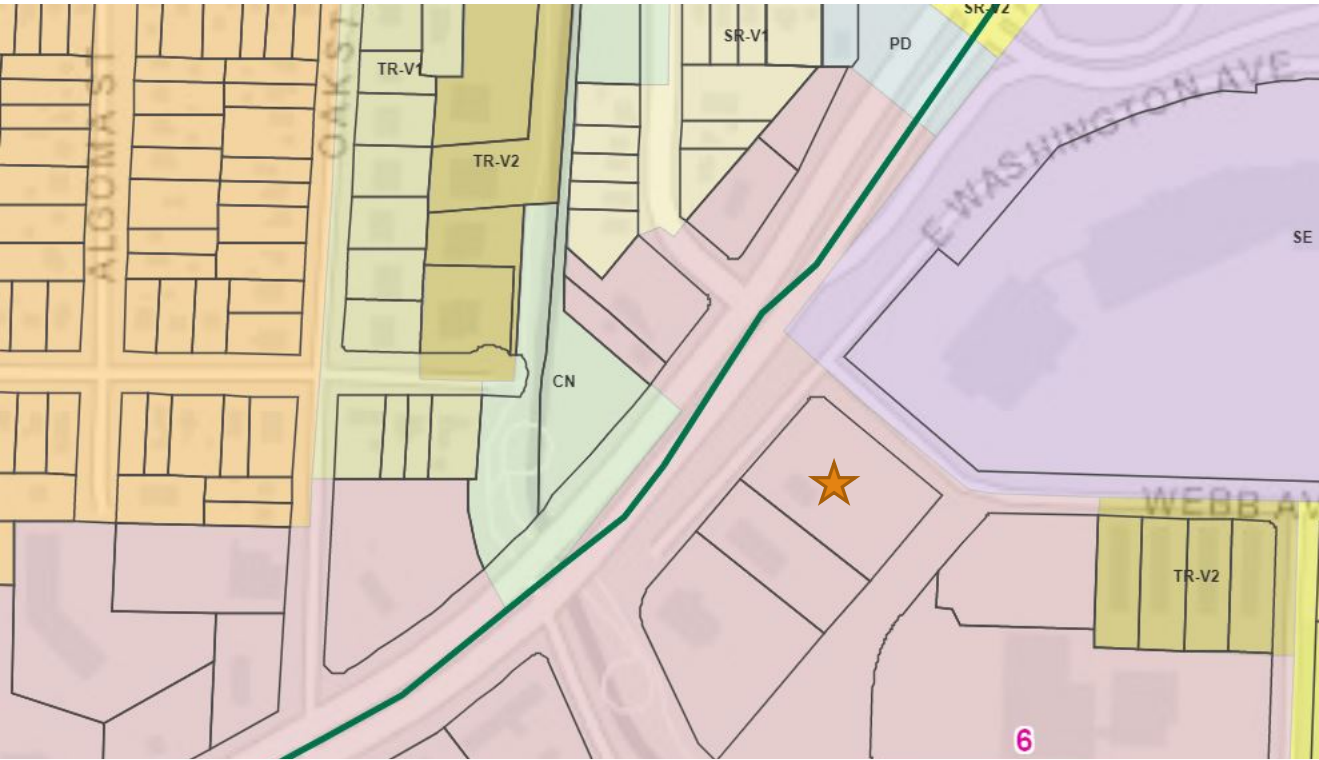 SR-V2
SR-V1
PD
TR-V1
OAK ST
ALGOMA ST
E WASHINGTON AVE
TR-V2
SE
CN
WEBB AV
TR-V2
6